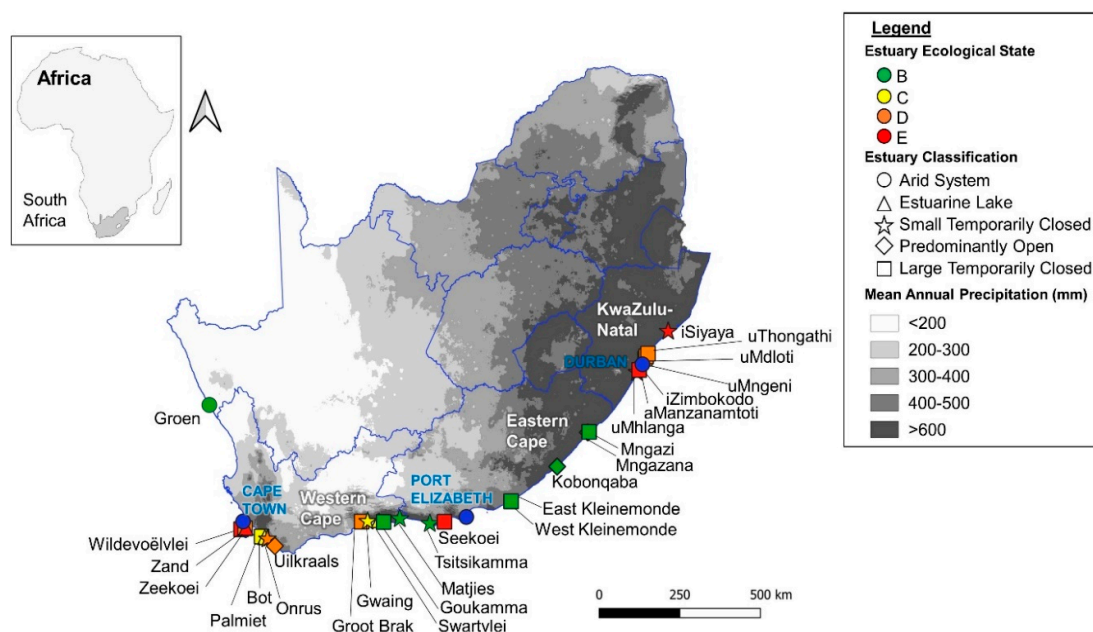 Africa
South
Africa
Legend
Estuary Ecological State
B
C
D
E
Estuary Classification
Arid System
Estuarine Lake
Small Temporarily Closed
Predominantly Open
Large Temporarily Closed
Mean Annual Precipitation (mm)
<200
200-300
300-400
400-500
>600
KwaZulu-
Natal
iSiyaya
uThongathi
DURBAN
uMdloti
uMngeni
iZimbokodo
aManzanamtoti
uMhlanga
Groen
Eastern
Cape
Mngazi
Mngazana
Kobonqaba
PORT
ELIZABETH
CAPE
TOWN
Western
Cape
East Kleinemonde
West Kleinemonde
Wildevoëlvlei
Zand
Zeekoei
Uilkraals
Bot
Onrus
Palmiet
Seekoei
Tsitsikamma
Matjies
Gwaing
Goukamma
Groot Brak
Swartvlei
0
250
500 km